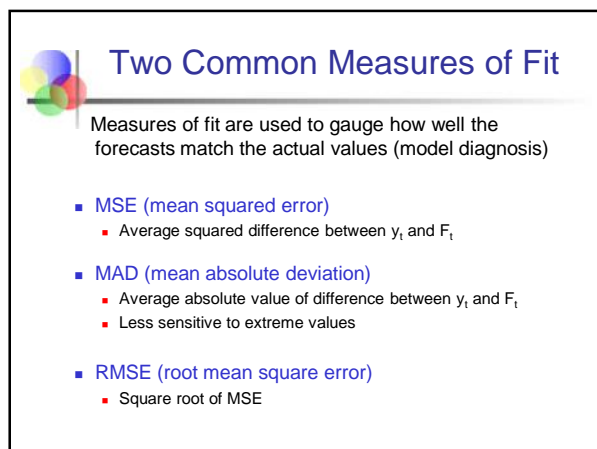 Two Common Measures of Fit
Measures of fit are used to gauge how well the
forecasts match the actual values (model diagnosis)
MSE (mean squared error)
Average squared difference between yt and Ft
MAD (mean absolute deviation)
Average absolute value of difference between yt and Ft
Less sensitive to extreme values
RMSE (root mean square error)
Square root of MSE